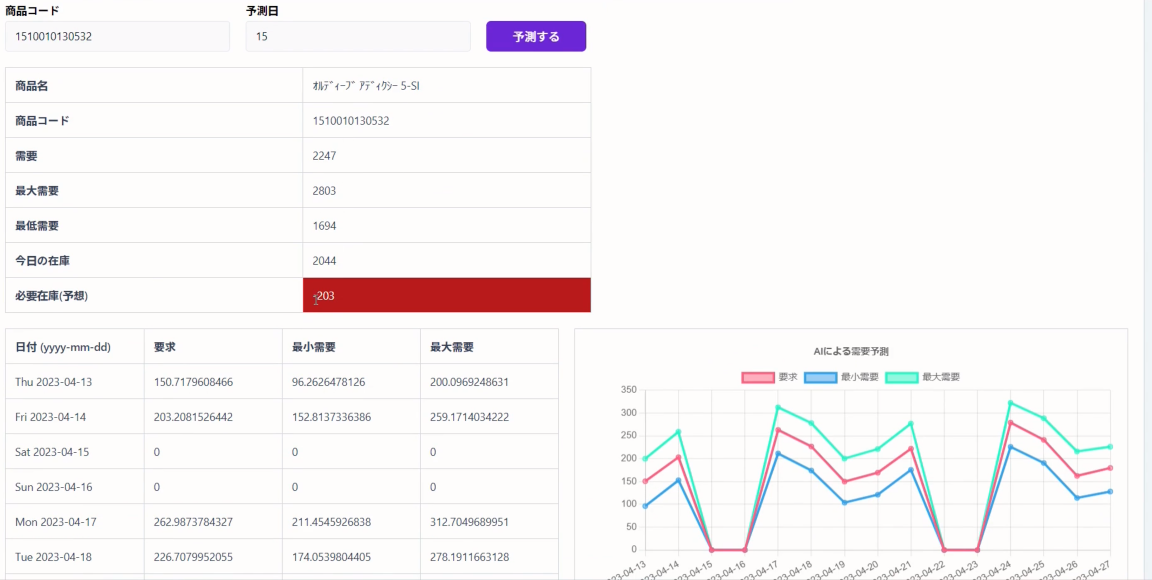 商品コード 予測日
1510010130532 15 予測する
商品名 ｵﾙﾃﾞｨｰﾌﾞ ｱﾃﾞｨｸｼｰ 5-SI
商品コード 1510010130532
需要 2247
最大需要 2803
最低需要 1694
今日の在庫 2044
必要在庫(予想) -203
日付 (yyyy-mm-dd) 要求 最小需要 最大需要
Thu 2023-04-13 150.7179608466 96.2626478126 200.0969248631
Fri 2023-04-14 203.2081526442 152.8137336386 259.1714034222
Sat 2023-04-15 0 0 0
Sun 2023-04-16 0 0 0
Mon 2023-04-17 262.9873784327 211.4545926838 312.7049689951
Tue 2023-04-18 226.7079952055 174.0539804405 278.1911663128
AIによる需要予測
要求 最小需要 最大需要
350
300
250
200
150
100
50
0
23-04-13 2023-04-14 2023-04-15 2023-04-16 2023-04-17 2023-04-18 2023-04-19 2023-04-20 2023-04-21 2023-04-22 2023-04-23 2023-04-24 2023-04-25 2023-04-26 2023-04-27